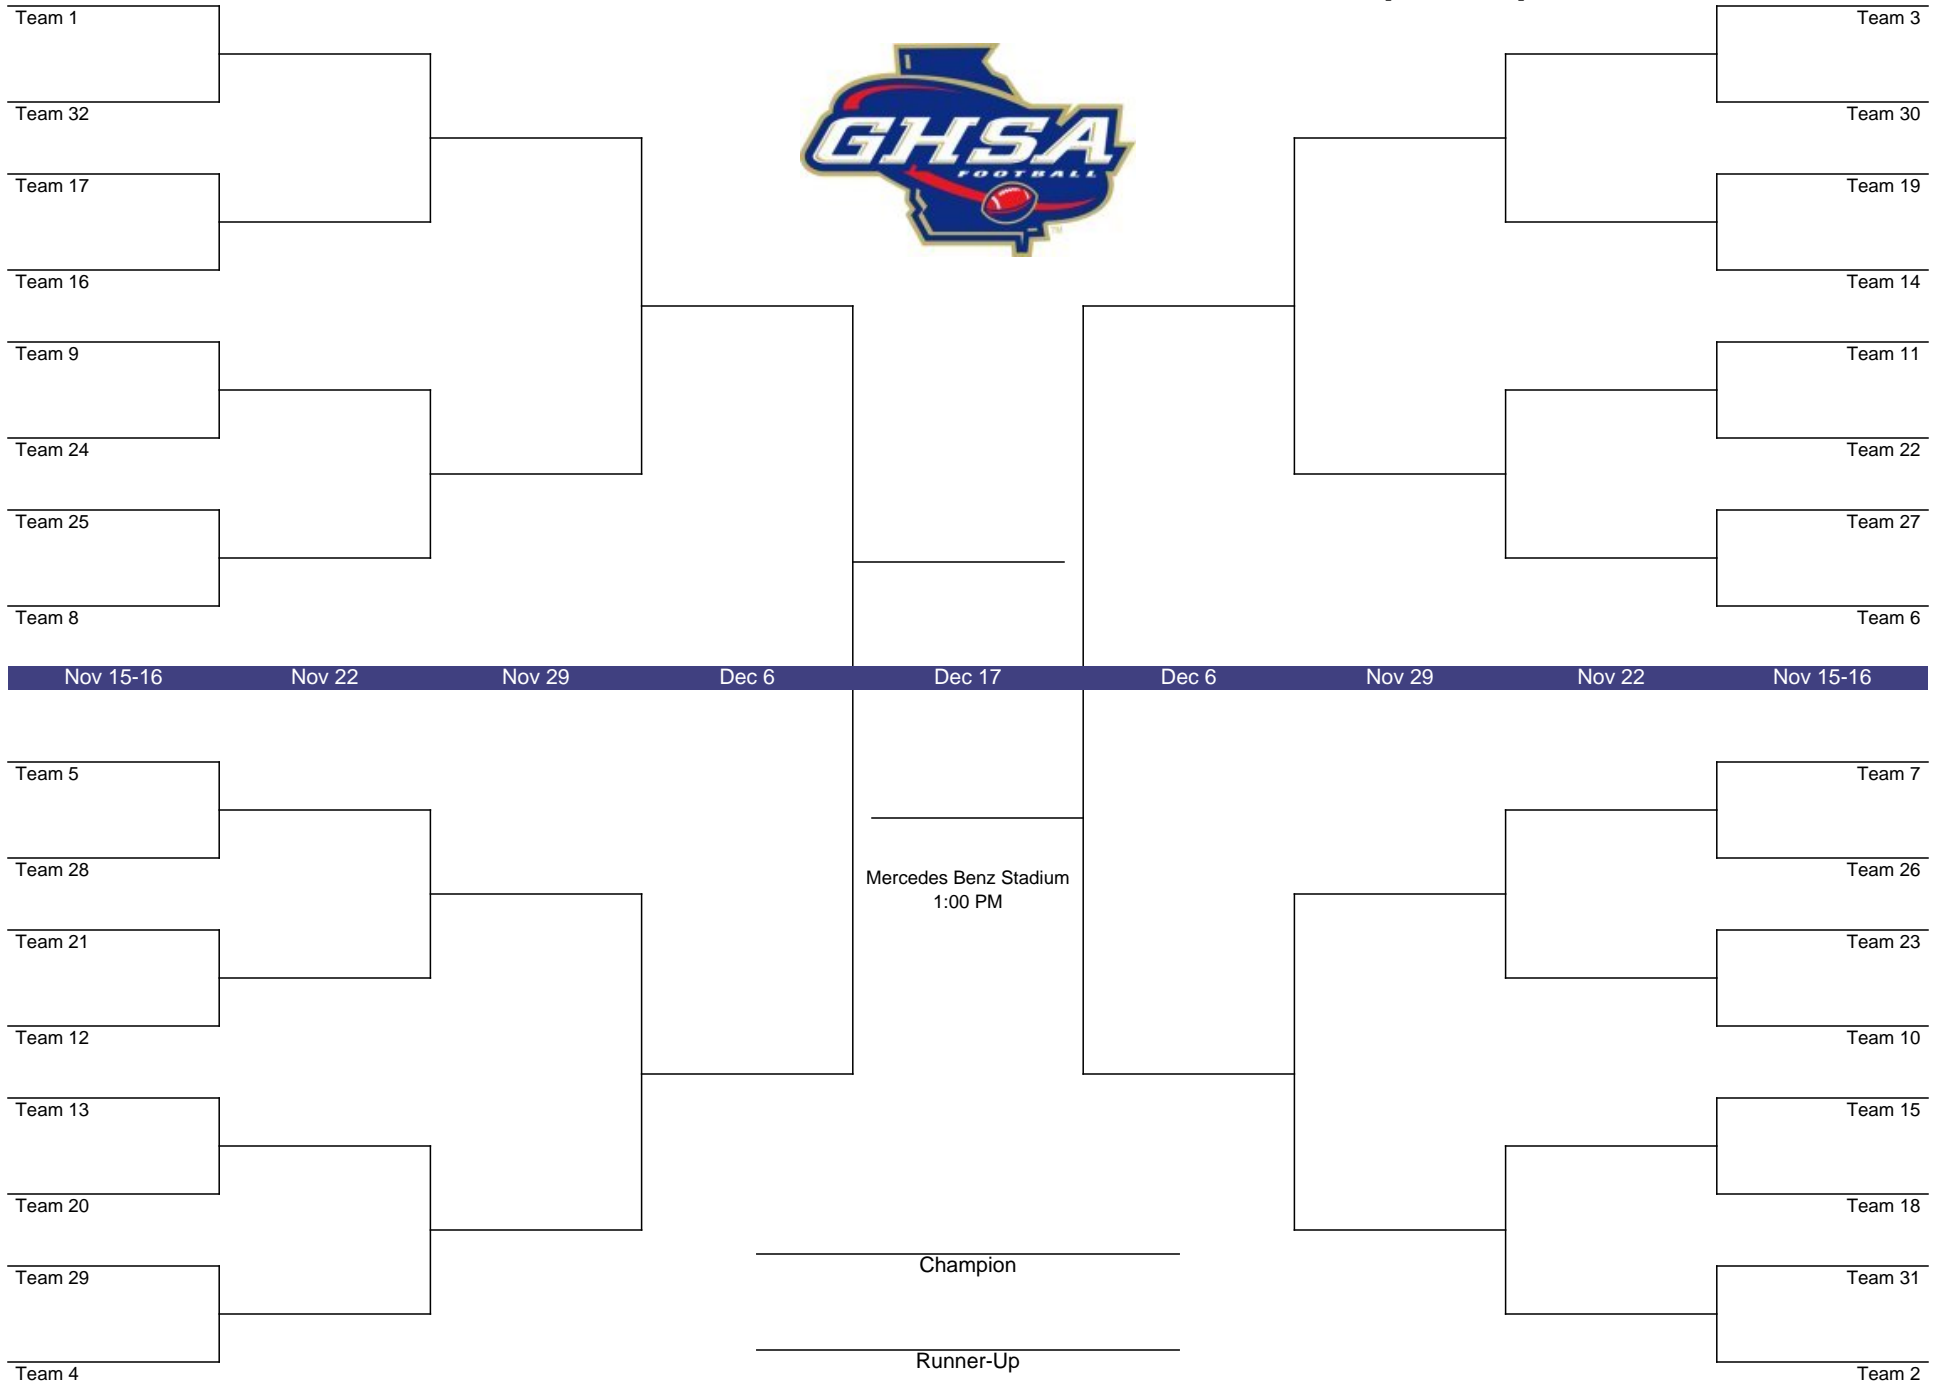 Team 1
Team 32
Team 17
Team 16
Team 9
Team 24
Team 25
Team 8
GHSA
FOOTBALL
TM
Team 3
Team 30
Team 19
Team 14
Team 11
Team 22
Team 27
Team 6
Nov 15-16 Nov 22 Nov 29 Dec 6 Dec 17 Dec 6 Nov 29 Nov 22 Nov 15-16
Team 5
Team 28
Team 21
Team 12
Team 13
Team 20
Team 29
Team 4
Mercedes Benz Stadium
1:00 PM
Champion
Runner-Up
Team 7
Team 26
Team 23
Team 10
Team 15
Team 18
Team 31
Team 2